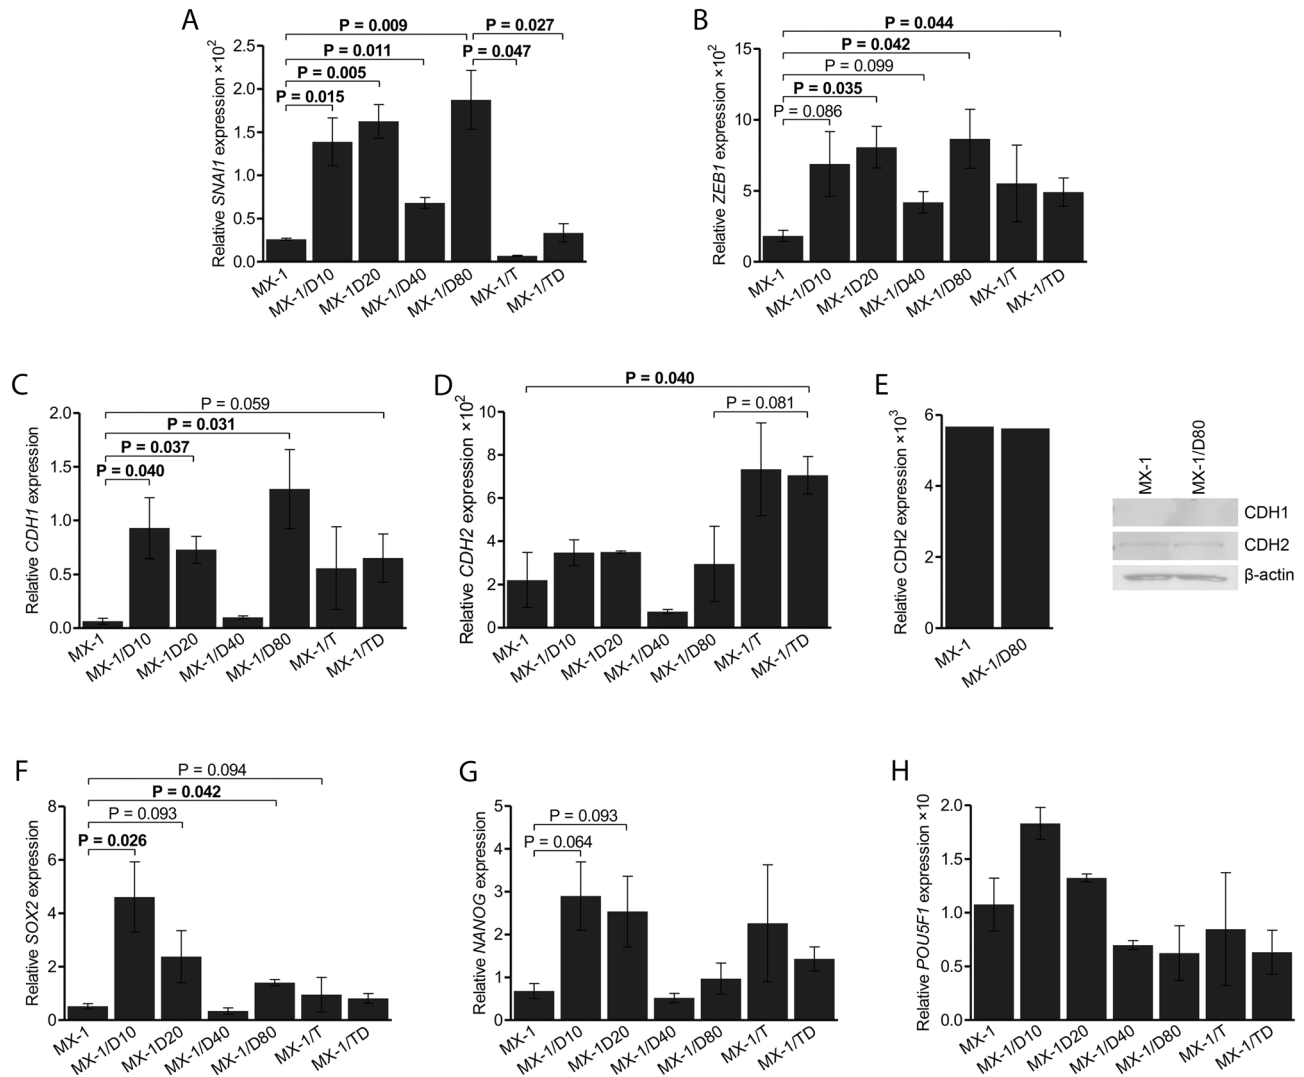 A
P = 0.009
P = 0.027
P = 0.011
P = 0.047
P = 0.005
P = 0.015
Relative SNAI1 expression ×10²
2.5
2.0
1.5
1.0
0.5
0.0
MX-1
MX-1/D10
MX-1D20
MX-1/D40
MX-1/D80
MX-1/T
MX-1/TD
B
P = 0.044
P = 0.042
P = 0.099
P = 0.035
P = 0.086
Relative ZEB1 expression ×10²
15
10
5
0
MX-1
MX-1/D10
MX-1D20
MX-1/D40
MX-1/D80
MX-1/T
MX-1/TD
C
P = 0.059
P = 0.031
P = 0.037
P = 0.040
Relative CDH1 expression
2.0
1.5
1.0
0.5
0.0
MX-1
MX-1/D10
MX-1D20
MX-1/D40
MX-1/D80
MX-1/T
MX-1/TD
D
P = 0.040
P = 0.081
Relative CDH2 expression ×10²
10
8
6
4
2
0
MX-1
MX-1/D10
MX-1D20
MX-1/D40
MX-1/D80
MX-1/T
MX-1/TD
E
Relative CDH2 expression ×10³
6
4
2
0
MX-1
MX-1/D80
MX-1
MX-1/D80
CDH1
CDH2
β-actin
F
P = 0.094
P = 0.042
P = 0.093
P = 0.026
Relative SOX2 expression
8
6
4
2
0
MX-1
MX-1/D10
MX-1D20
MX-1/D40
MX-1/D80
MX-1/T
MX-1/TD
G
P = 0.093
P = 0.064
Relative NANOG expression
5
4
3
2
1
0
MX-1
MX-1/D10
MX-1D20
MX-1/D40
MX-1/D80
MX-1/T
MX-1/TD
H
Relative POU5F1 expression ×10
2.0
1.5
1.0
0.5
0.0
MX-1
MX-1/D10
MX-1D20
MX-1/D40
MX-1/D80
MX-1/T
MX-1/TD